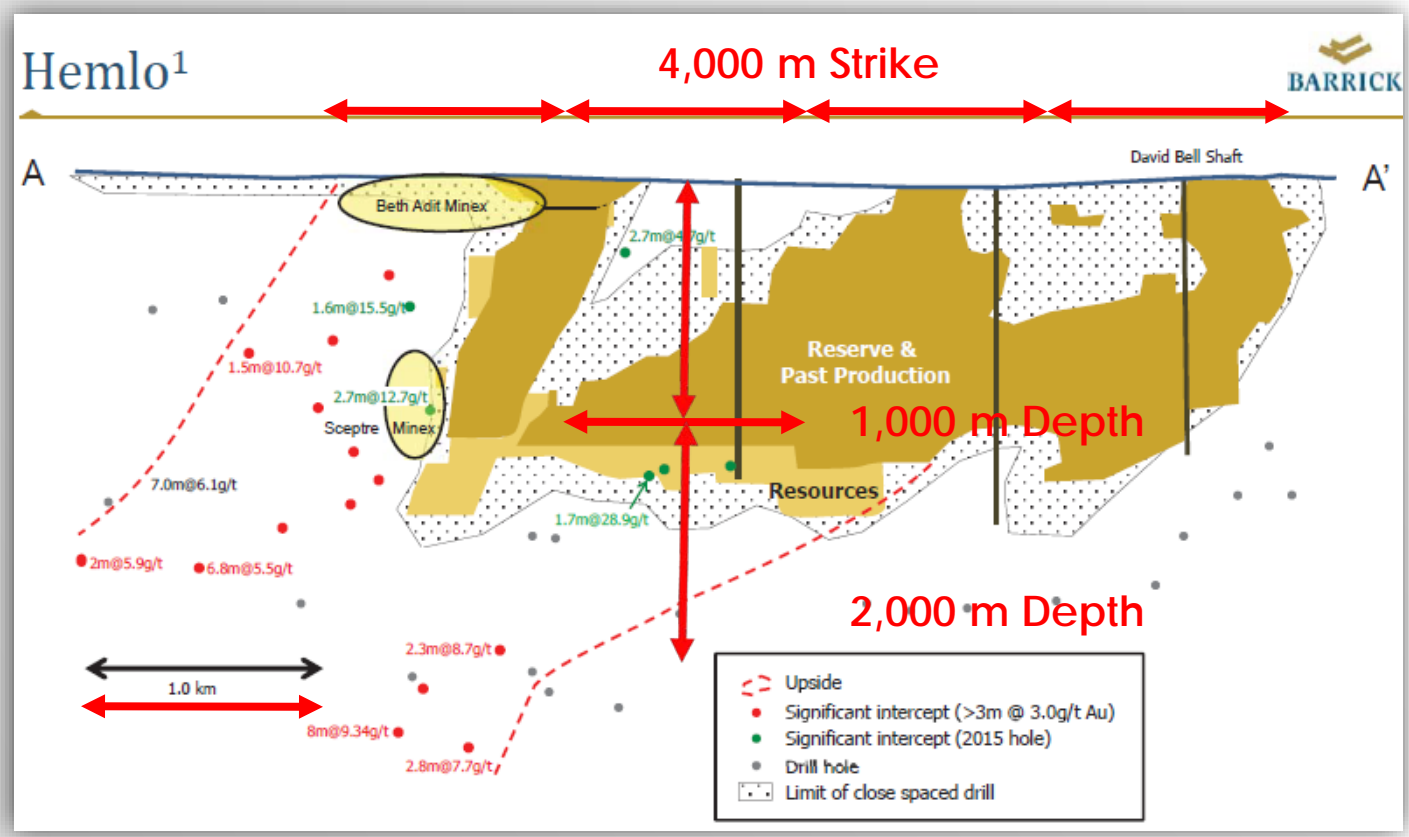 Hemlo¹
4,000 m Strike
BARRICK
David Bell Shaft
A
A'
Beth Adit Minex
2.7m@4.7g/t
1.6m@15.5g/t
1.5m@10.7g/t
Reserve &
Past Production
2.7m@12.7g/t
1,000 m Depth
Sceptre Minex
7.0m@6.1g/t
Resources
1.7m@28.9g/t
2m@5.9g/t
6.8m@5.5g/t
2,000 m Depth
2.3m@8.7g/t
1.0 km
8m@9.34g/t
2.8m@7.7g/t
Upside
Significant intercept (>3m @ 3.0g/t Au)
Significant intercept (2015 hole)
Drill hole
Limit of close spaced drill